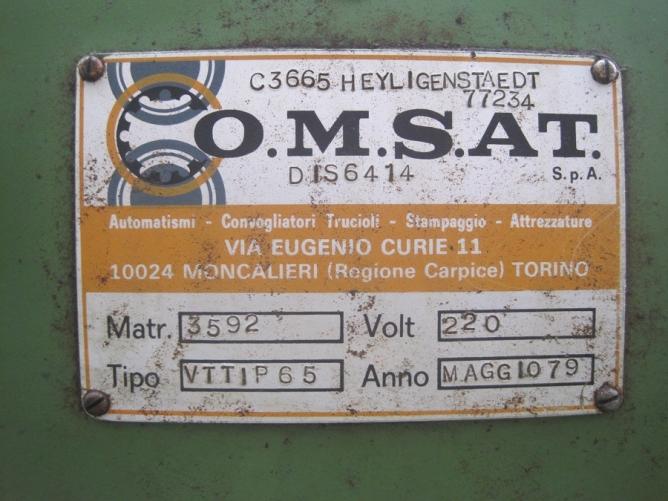 C3665 HEYLIGENSTAEDT
77234
O.M.S.A.T.
DIS6414
S.p.A.
Automatismi - Convogliatori Trucioli - Stampaggio - Attrezzature
VIA EUGENIO CURIE 11
10024 MONCALIERI (Regione Carpice) TORINO
Matr. 3592 Volt 220
Tipo VTTIP65 Anno MAGGIO79